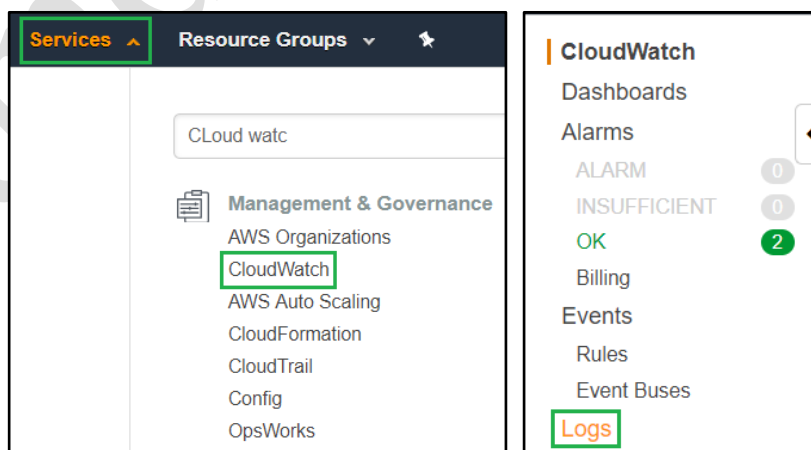 Services
Resource Groups
CLoud watc
Management & Governance
AWS Organizations
CloudWatch
AWS Auto Scaling
CloudFormation
CloudTrail
Config
OpsWorks
CloudWatch
Dashboards
Alarms
ALARM 0
INSUFFICIENT 0
OK 2
Billing
Events
Rules
Event Buses
Logs